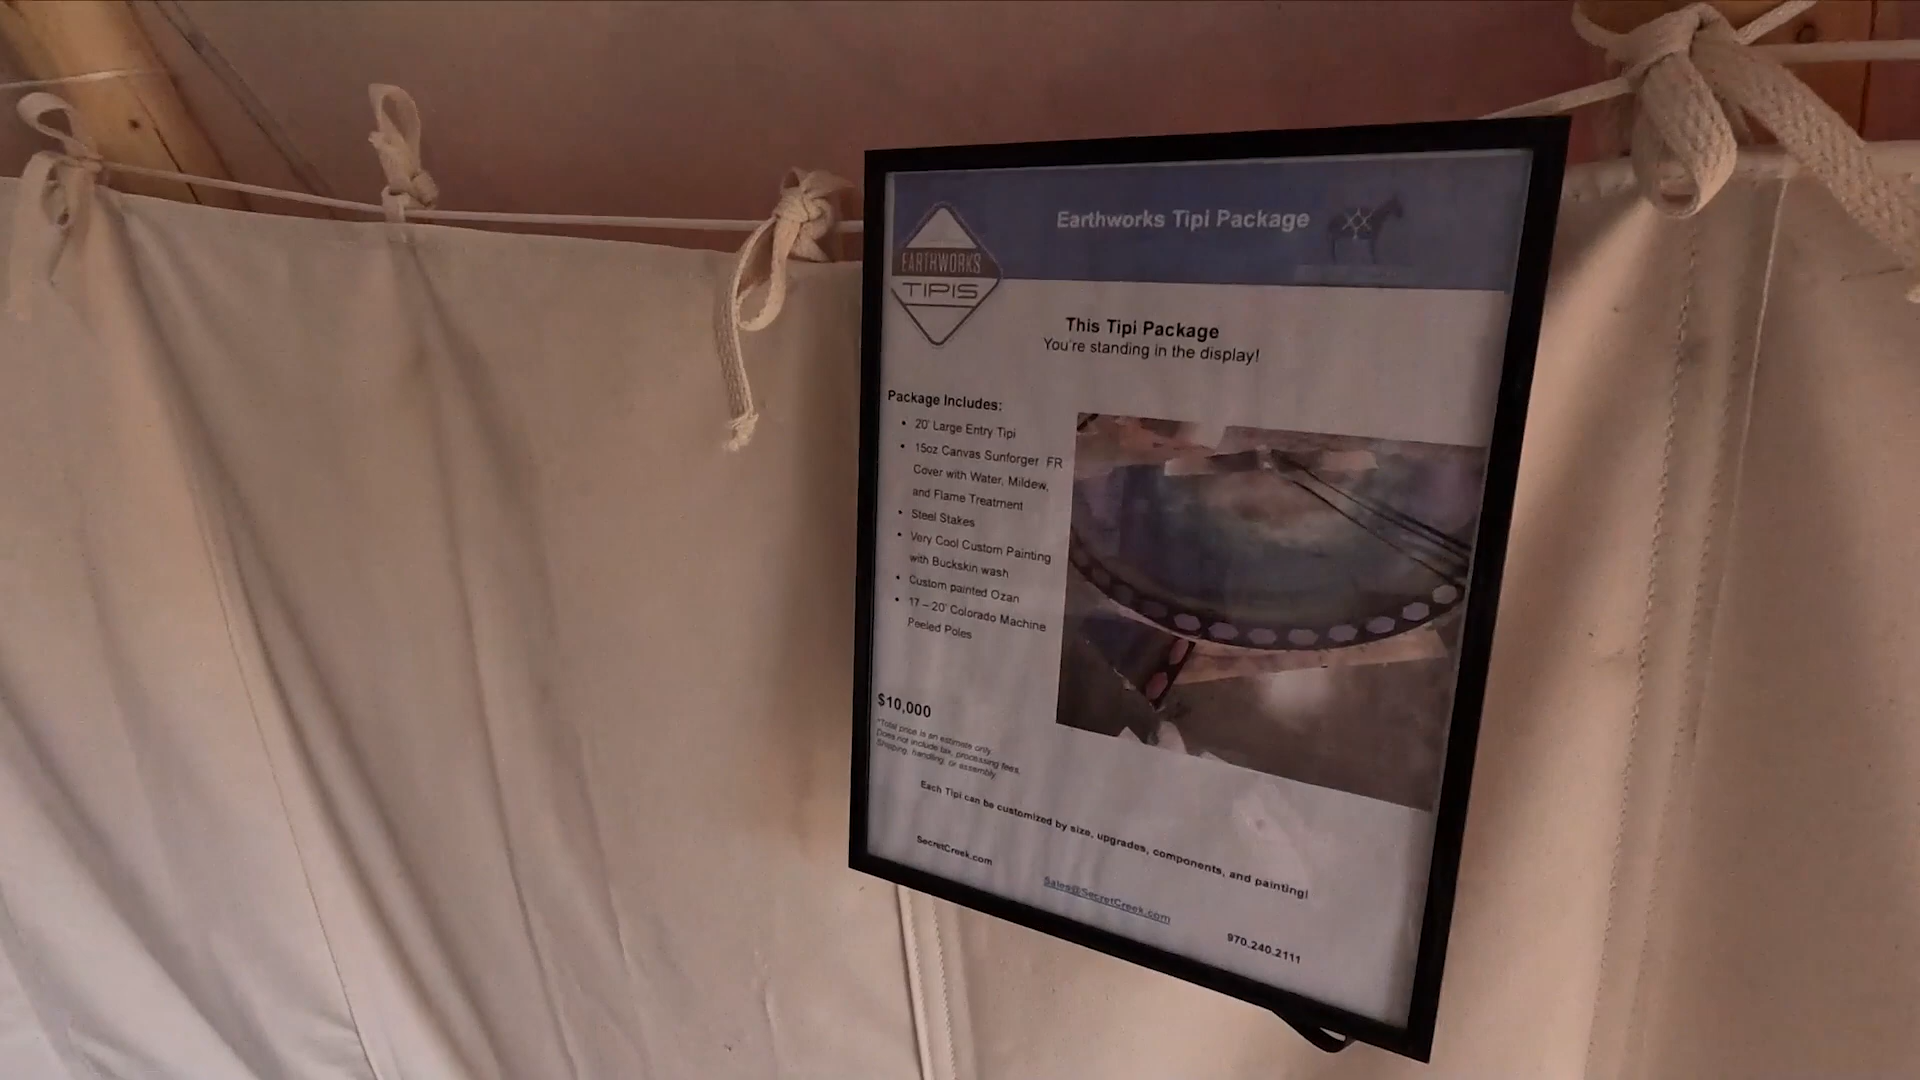 Earthworks Tipi Package
EARTHWORKS
TIPIS
This Tipi Package
You're standing in the display!
Package Includes:
• 20' Large Entry Tipi
• 15oz Canvas Sunforger FR
Cover with Water, Mildew,
and Flame Treatment
• Steel Stakes
• Very Cool Custom Painting
with Buckskin wash
• Custom painted Ozan
• 17 – 20' Colorado Machine
Peeled Poles
$10,000
*Total price is an estimate only.
Does not include tax, processing fees,
Shipping, handling, or assembly
Each Tipi can be customized by size, upgrades, components, and painting!
SecretCreek.com
Sales@SecretCreek.com
970.240.2111